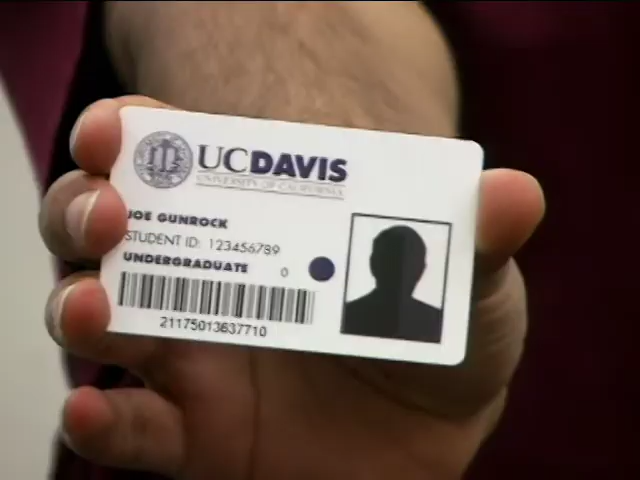 UCDAVIS
UNIVERSITY OF CALIFORNIA
JOE GUNROCK
STUDENT ID: 123456789
UNDERGRADUATE 0
21175013637710